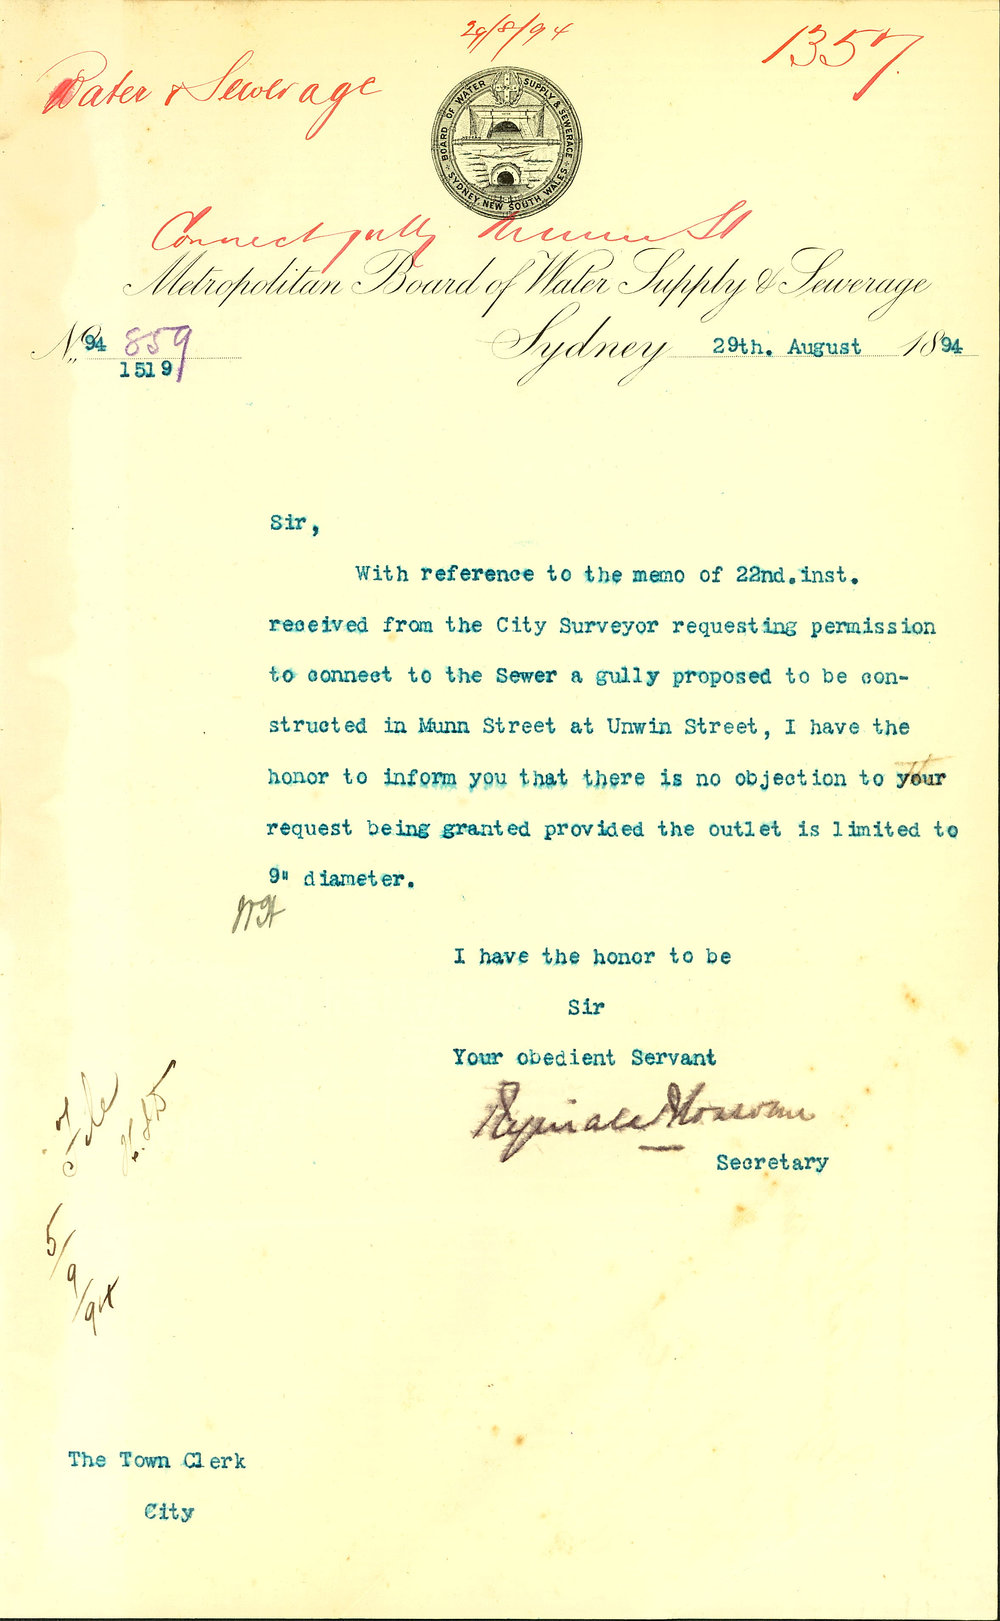 29/8/94
1357
Water & Sewerage
BOARD OF WATER SUPPLY & SEWERAGE
SYDNEY, NEW SOUTH WALES
Connect gully Munn St
Metropolitan Board of Water Supply & Sewerage
No. 94 859
1519
Sydney 29th. August 1894
Sir,
With reference to the memo of 22nd.inst.
received from the City Surveyor requesting permission
to connect to the Sewer a gully proposed to be con-
structed in Munn Street at Unwin Street, I have the
honor to inform you that there is no objection to your
request being granted provided the outlet is limited to
9" diameter.
I have the honor to be
Sir
Your obedient Servant
Secretary
File
5/9/94
The Town Clerk
City